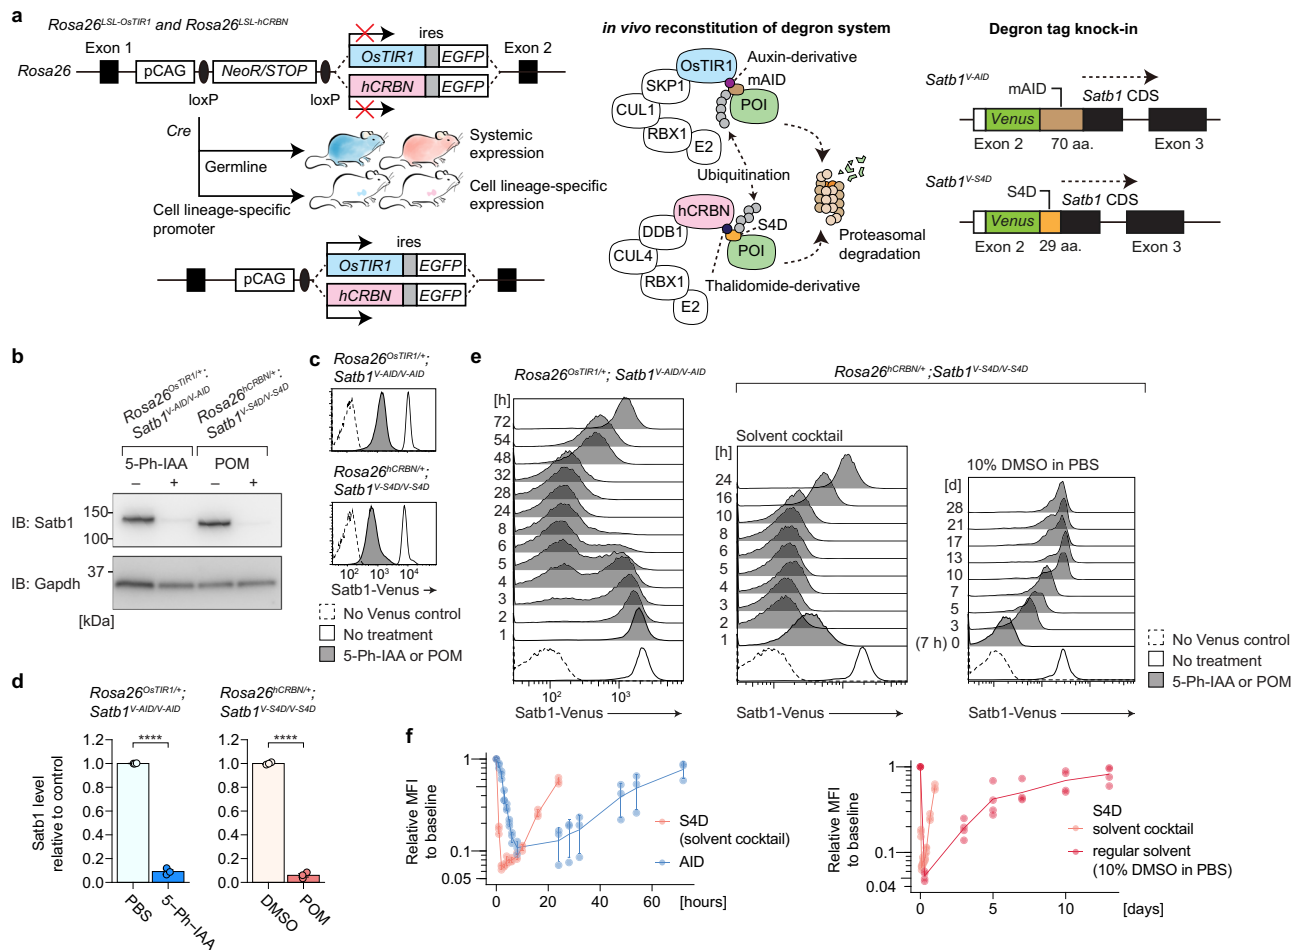 a
Rosa26LSL-OsTIR1 and Rosa26LSL-hCRBN
Exon 1
ires
Exon 2
Rosa26
pCAG
NeoR/STOP
OsTIR1
EGFP
hCRBN
EGFP
loxP
loxP
Cre
Germline
Systemic
expression
Cell lineage-specific
promoter
Cell lineage-specific
expression
ires
pCAG
OsTIR1
EGFP
hCRBN
EGFP
in vivo reconstitution of degron system
OsTIR1
Auxin-derivative
SKP1
mAID
CUL1
POI
RBX1
E2
Ubiquitination
hCRBN
S4D
DDB1
POI
CUL4
RBX1
Thalidomide-derivative
E2
Proteasomal
degradation
Degron tag knock-in
Satb1V-AID
mAID
Satb1 CDS
Venus
Exon 2
70 aa.
Exon 3
Satb1V-S4D
S4D
Satb1 CDS
Venus
Exon 2
29 aa.
Exon 3
b
Rosa26OsTIR1/+;
Satb1V-AID/V-AID
Rosa26hCRBN/+;
Satb1V-S4D/V-S4D
5-Ph-IAA
POM
– + – +
IB: Satb1
150
100
IB: Gapdh
37
[kDa]
c
Rosa26OsTIR1/+;
Satb1V-AID/V-AID
Rosa26hCRBN/+;
Satb1V-S4D/V-S4D
10² 10³ 10⁴
Satb1-Venus
No Venus control
No treatment
5-Ph-IAA or POM
d
Rosa26OsTIR1/+;
Satb1V-AID/V-AID
Rosa26hCRBN/+;
Satb1V-S4D/V-S4D
Satb1 level
relative to control
1.2
1.0
0.8
0.6
0.4
0.2
0.0
****
PBS
5–Ph–IAA
1.2
1.0
0.8
0.6
0.4
0.2
0.0
****
DMSO
POM
e
Rosa26OsTIR1/+; Satb1V-AID/V-AID
Rosa26hCRBN/+;Satb1V-S4D/V-S4D
[h]
72
54
48
32
28
24
8
6
5
4
3
2
1
10² 10³
Satb1-Venus
Solvent cocktail
[h]
24
16
10
8
6
5
4
3
2
1
Satb1-Venus
10% DMSO in PBS
[d]
28
21
17
13
10
7
5
3
(7 h) 0
Satb1-Venus
No Venus control
No treatment
5-Ph-IAA or POM
f
Relative MFI
to baseline
1
0.1
0.05
0 20 40 60
[hours]
S4D
(solvent cocktail)
AID
Relative MFI
to baseline
1
0.1
0.04
0 5 10
[days]
S4D
solvent cocktail
regular solvent
(10% DMSO in PBS)